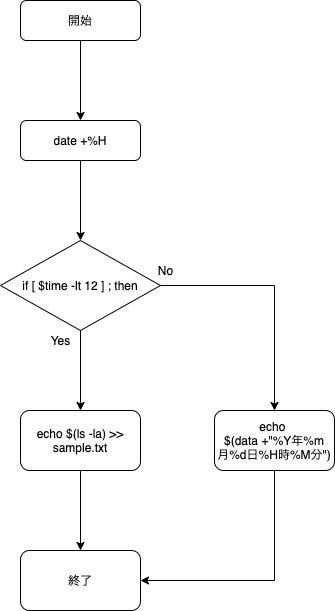 開始
date +%H
if [ $time -lt 12 ] ; then
No
Yes
echo $(ls -la) >>
sample.txt
echo
$(data +"%Y年%m
月%d日%H時%M分")
終了